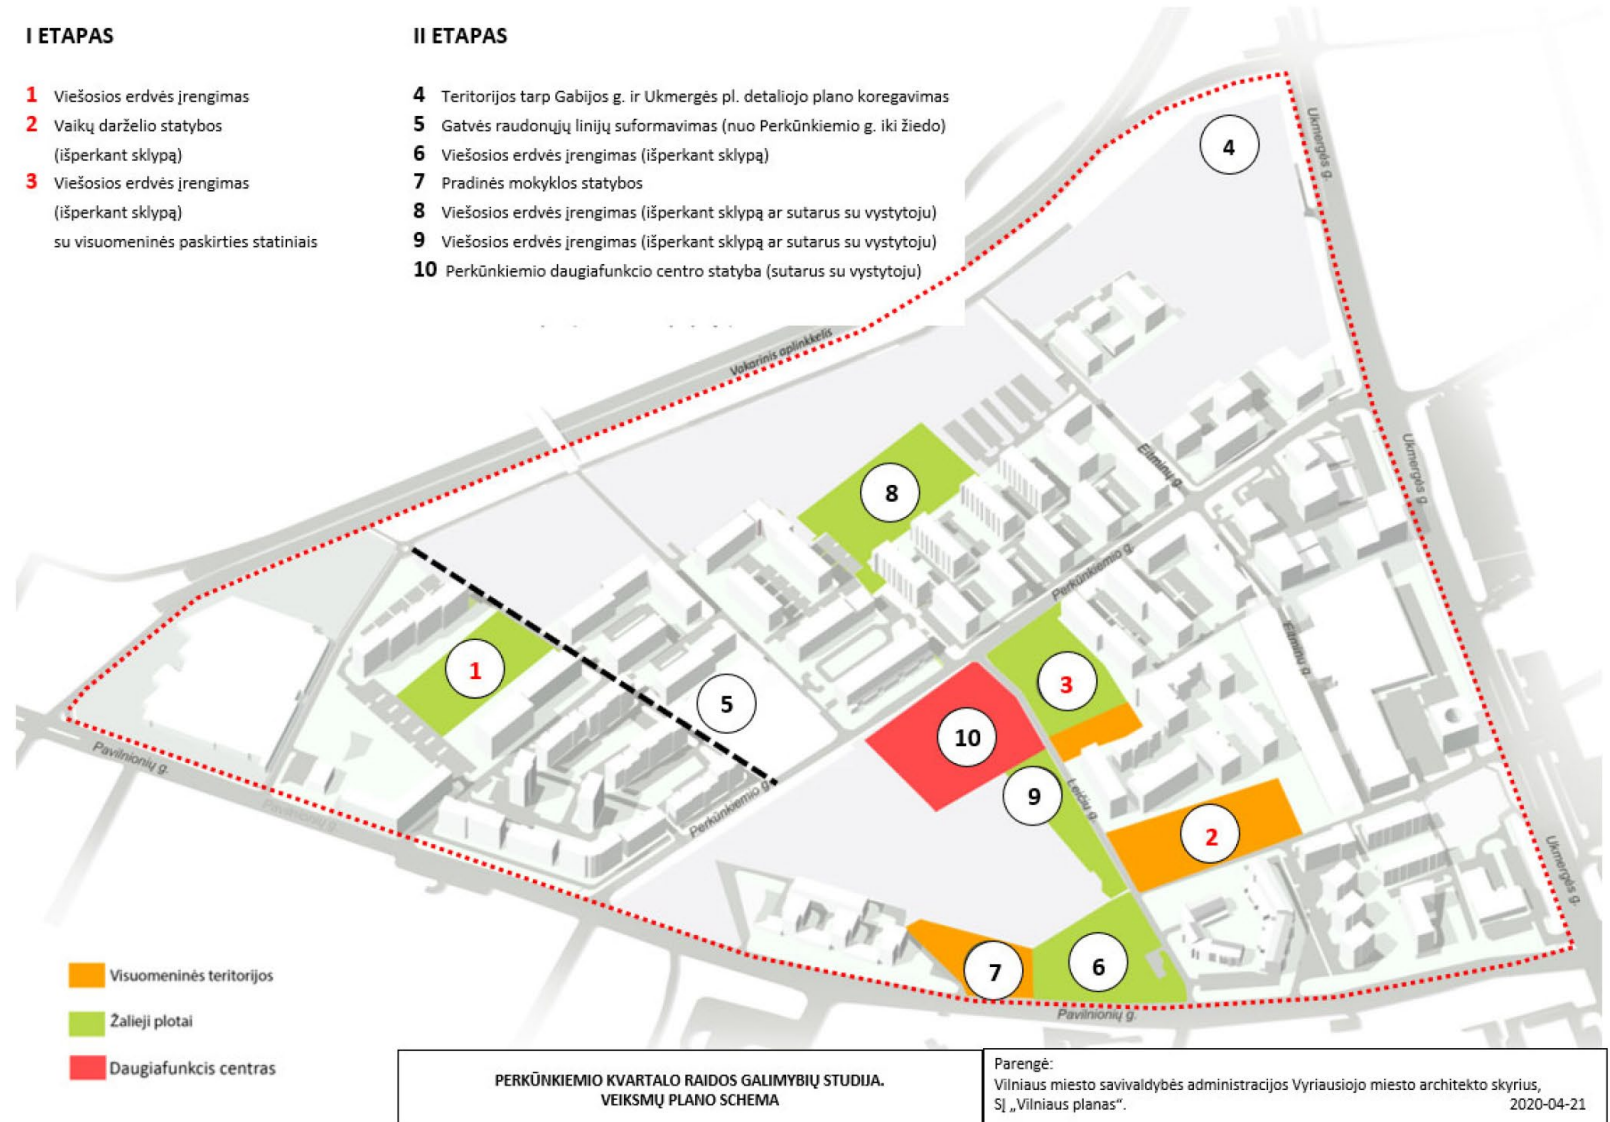 I ETAPAS
1 Viešosios erdvės įrengimas
2 Vaikų darželio statybos
(išperkant sklypą)
3 Viešosios erdvės įrengimas
(išperkant sklypą)
su visuomeninės paskirties statiniais
II ETAPAS
4 Teritorijos tarp Gabijos g. ir Ukmergės pl. detaliojo plano koregavimas
5 Gatvės raudonųjų linijų suformavimas (nuo Perkūnkiemio g. iki žiedo)
6 Viešosios erdvės įrengimas (išperkant sklypą)
7 Pradinės mokyklos statybos
8 Viešosios erdvės įrengimas (išperkant sklypą ar sutarus su vystytoju)
9 Viešosios erdvės įrengimas (išperkant sklypą ar sutarus su vystytoju)
10 Perkūnkiemio daugiafunkcio centro statyba (sutarus su vystytoju)
Ukmergės g.
4
Vakarinis aplinkkelis
Ukmergės g.
Eitminų g.
8
Perkūnkiemio g.
Eitminų g.
1
3
5
10
9
Leičių g.
Pavilnionių g.
Pavilnionių g.
Perkūnkiemio g.
2
Ukmergės g.
7
6
Pavilnionių g.
Visuomeninės teritorijos
Žalieji plotai
Daugiafunkcis centras
PERKŪNKIEMIO KVARTALO RAIDOS GALIMYBIŲ STUDIJA.
VEIKSMŲ PLANO SCHEMA
Parengė:
Vilniaus miesto savivaldybės administracijos Vyriausiojo miesto architekto skyrius,
SĮ „Vilniaus planas“. 2020-04-21